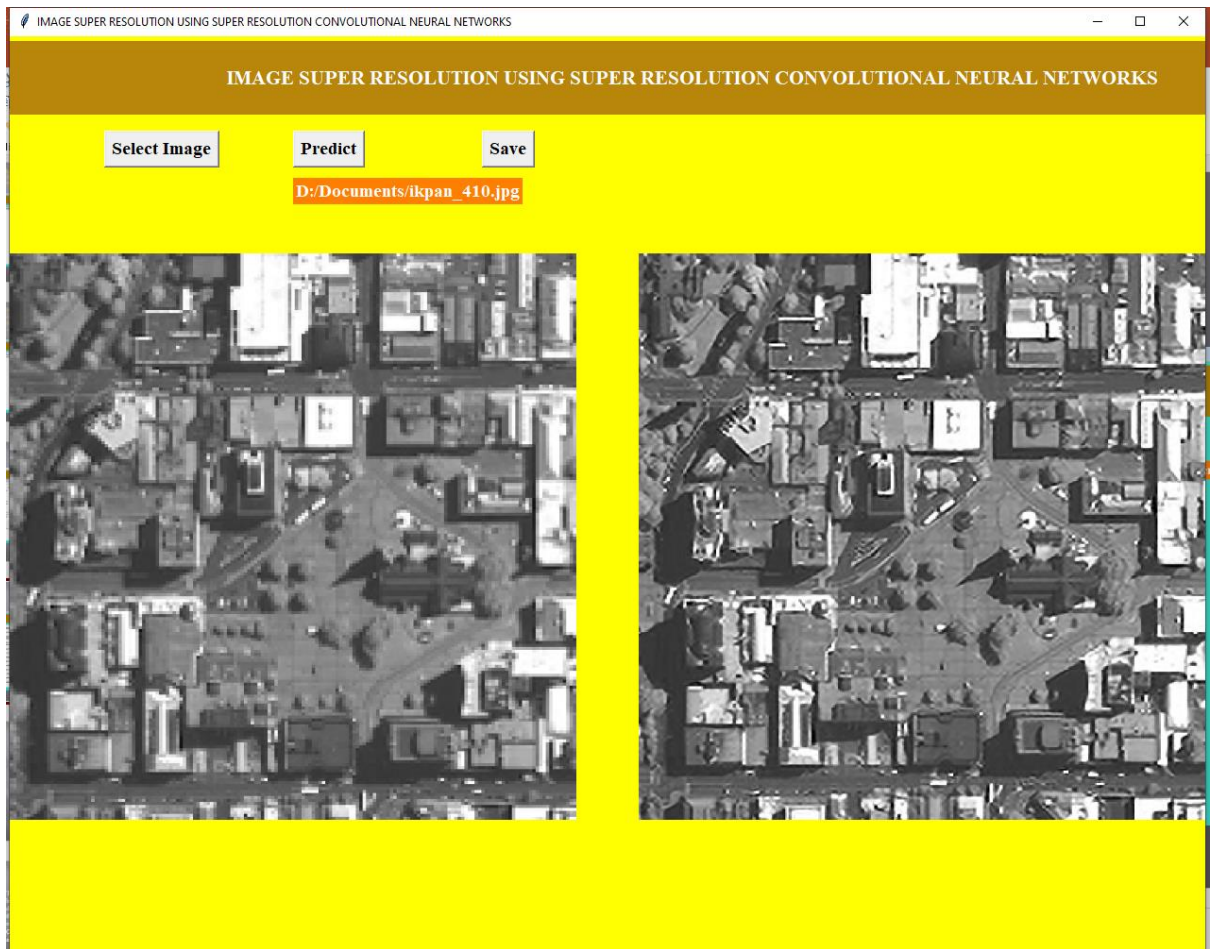 IMAGE SUPER RESOLUTION USING SUPER RESOLUTION CONVOLUTIONAL NEURAL NETWORKS
IMAGE SUPER RESOLUTION USING SUPER RESOLUTION CONVOLUTIONAL NEURAL NETWORKS
Select Image
Predict
Save
D:/Documents/ikpan_410.jpg